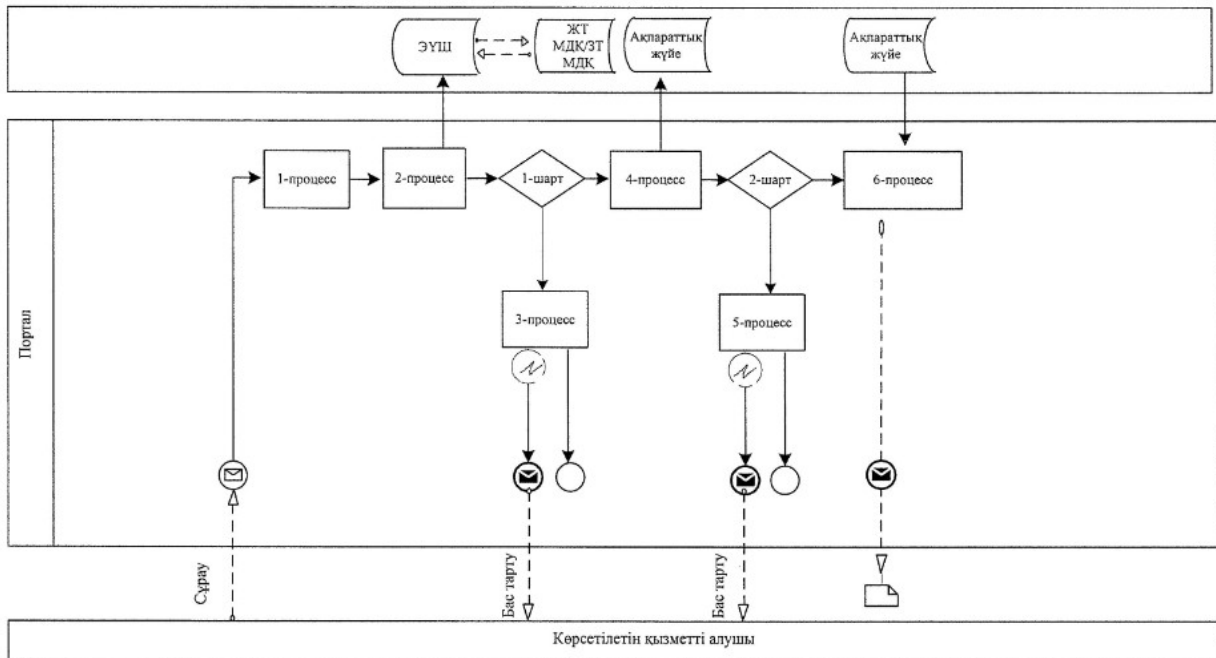 ЭҮШ
ЖТ
МДҚ/ЗТ
МДҚ
Ақпараттық
жүйе
Ақпараттық
жүйе
Портал
1-процесс
2-процесс
1-шарт
4-процесс
2-шарт
6-процесс
3-процесс
5-процесс
Сұрау
Бас тарту
Бас тарту
Көрсетілетін қызметті алушы